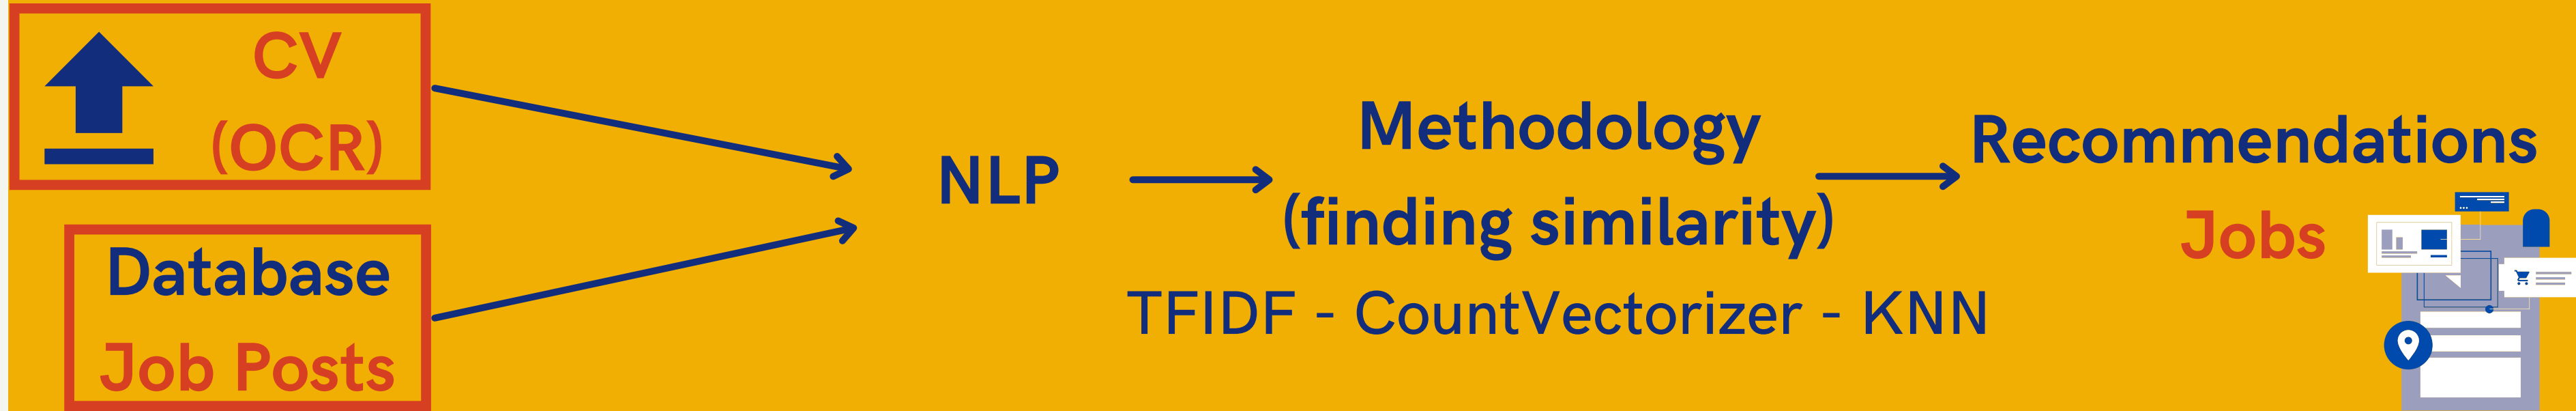 CV
(OCR)
Database
Job Posts
NLP
Methodology
(finding similarity)
TFIDF - CountVectorizer - KNN
Recommendations
Jobs